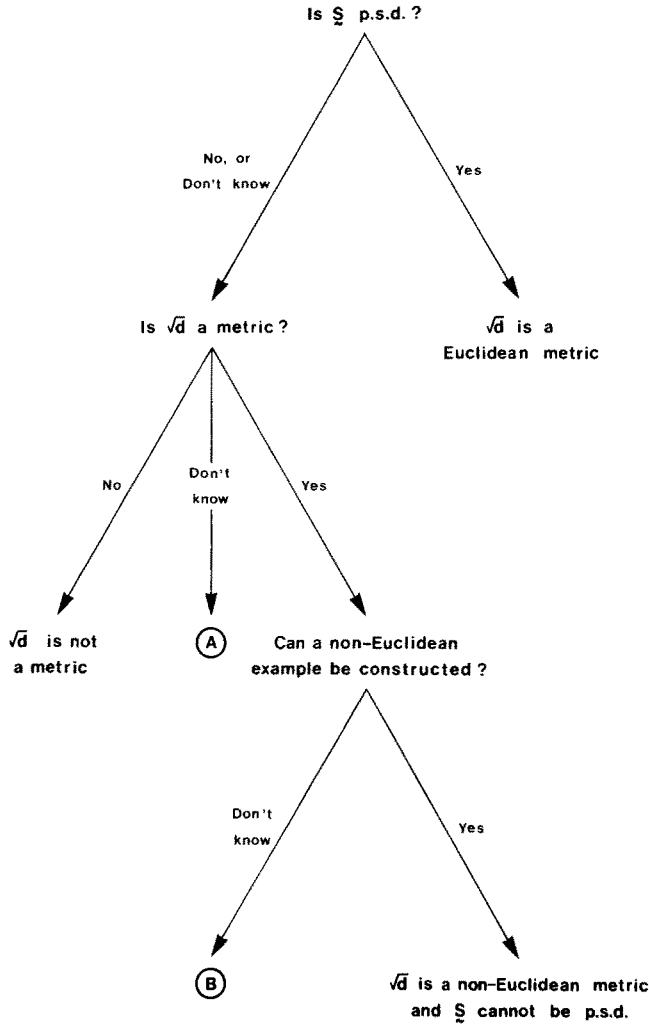 Is S̰ p.s.d. ?
No, or
Don't know
Yes
Is √d a metric ?
√d is a
Euclidean metric
No
Don't
know
Yes
√d is not
a metric
A
Can a non–Euclidean
example be constructed ?
Don't
know
Yes
B
√d is a non–Euclidean metric
and S̰ cannot be p.s.d.